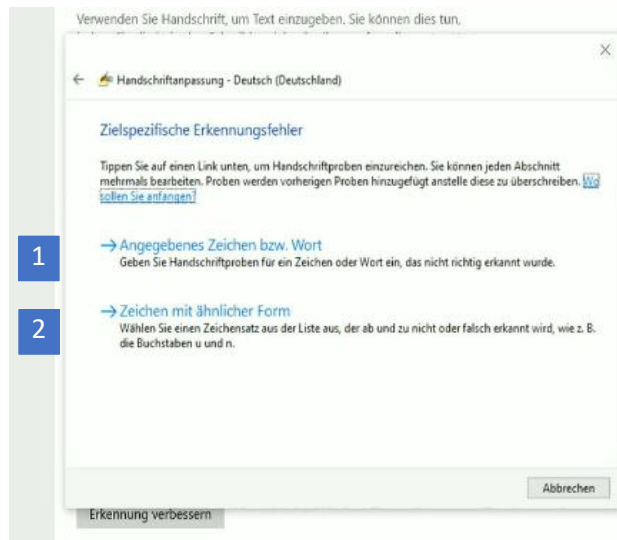 Verwenden Sie Handschrift, um Text einzugeben. Sie können dies tun,
Handschriftanpassung - Deutsch (Deutschland)
Zielspezifische Erkennungsfehler
Tippen Sie auf einen Link unten, um Handschriftproben einzureichen. Sie können jeden Abschnitt
mehrmals bearbeiten. Proben werden vorherigen Proben hinzugefügt anstelle diese zu überschreiben. Wo
sollen Sie anfangen?
1
Angegebenes Zeichen bzw. Wort
Geben Sie Handschriftproben für ein Zeichen oder Wort ein, das nicht richtig erkannt wurde.
2
Zeichen mit ähnlicher Form
Wählen Sie einen Zeichensatz aus der Liste aus, der ab und zu nicht oder falsch erkannt wird, wie z. B.
die Buchstaben u und n.
Abbrechen
Erkennung verbessern